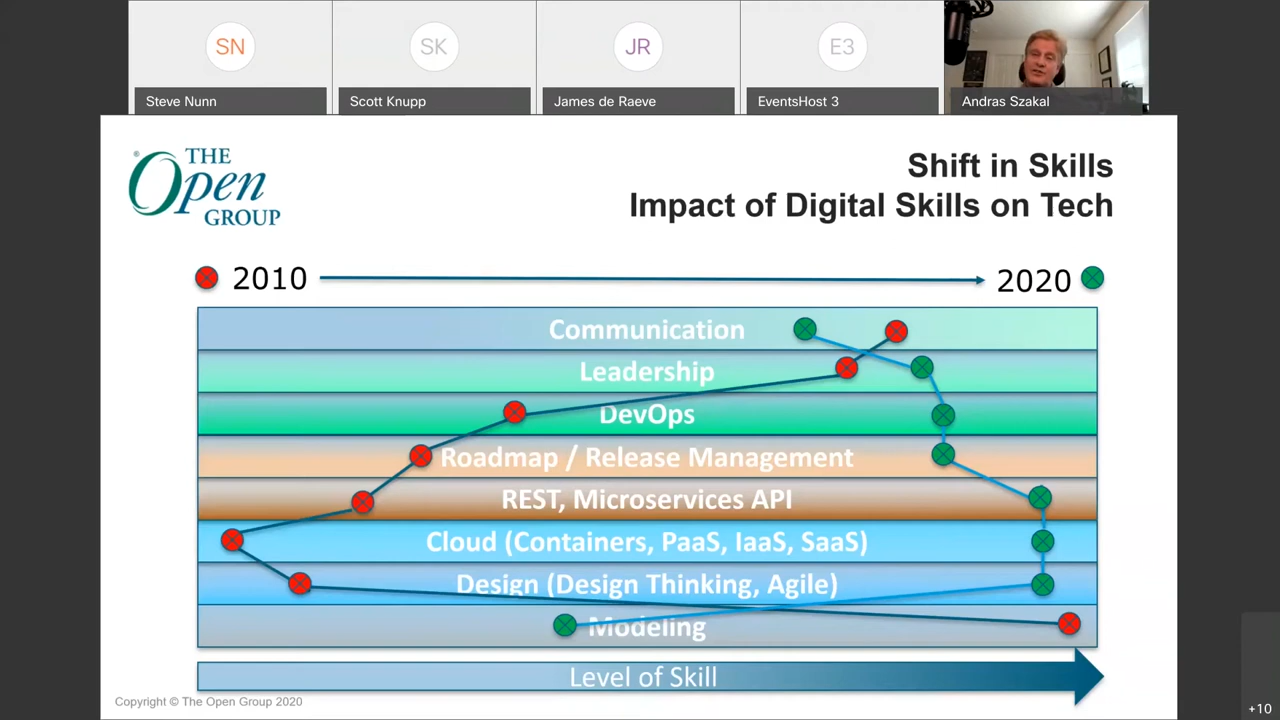 SN
SK
JR
E3
Steve Nunn
Scott Knupp
James de Raeve
EventsHost 3
Andras Szakal
® THE
Open
GROUP
Shift in Skills
Impact of Digital Skills on Tech
2010
2020
Communication
Leadership
DevOps
Roadmap / Release Management
REST, Microservices API
Cloud (Containers, PaaS, IaaS, SaaS)
Design (Design Thinking, Agile)
Modeling
Level of Skill
Copyright © The Open Group 2020
+10